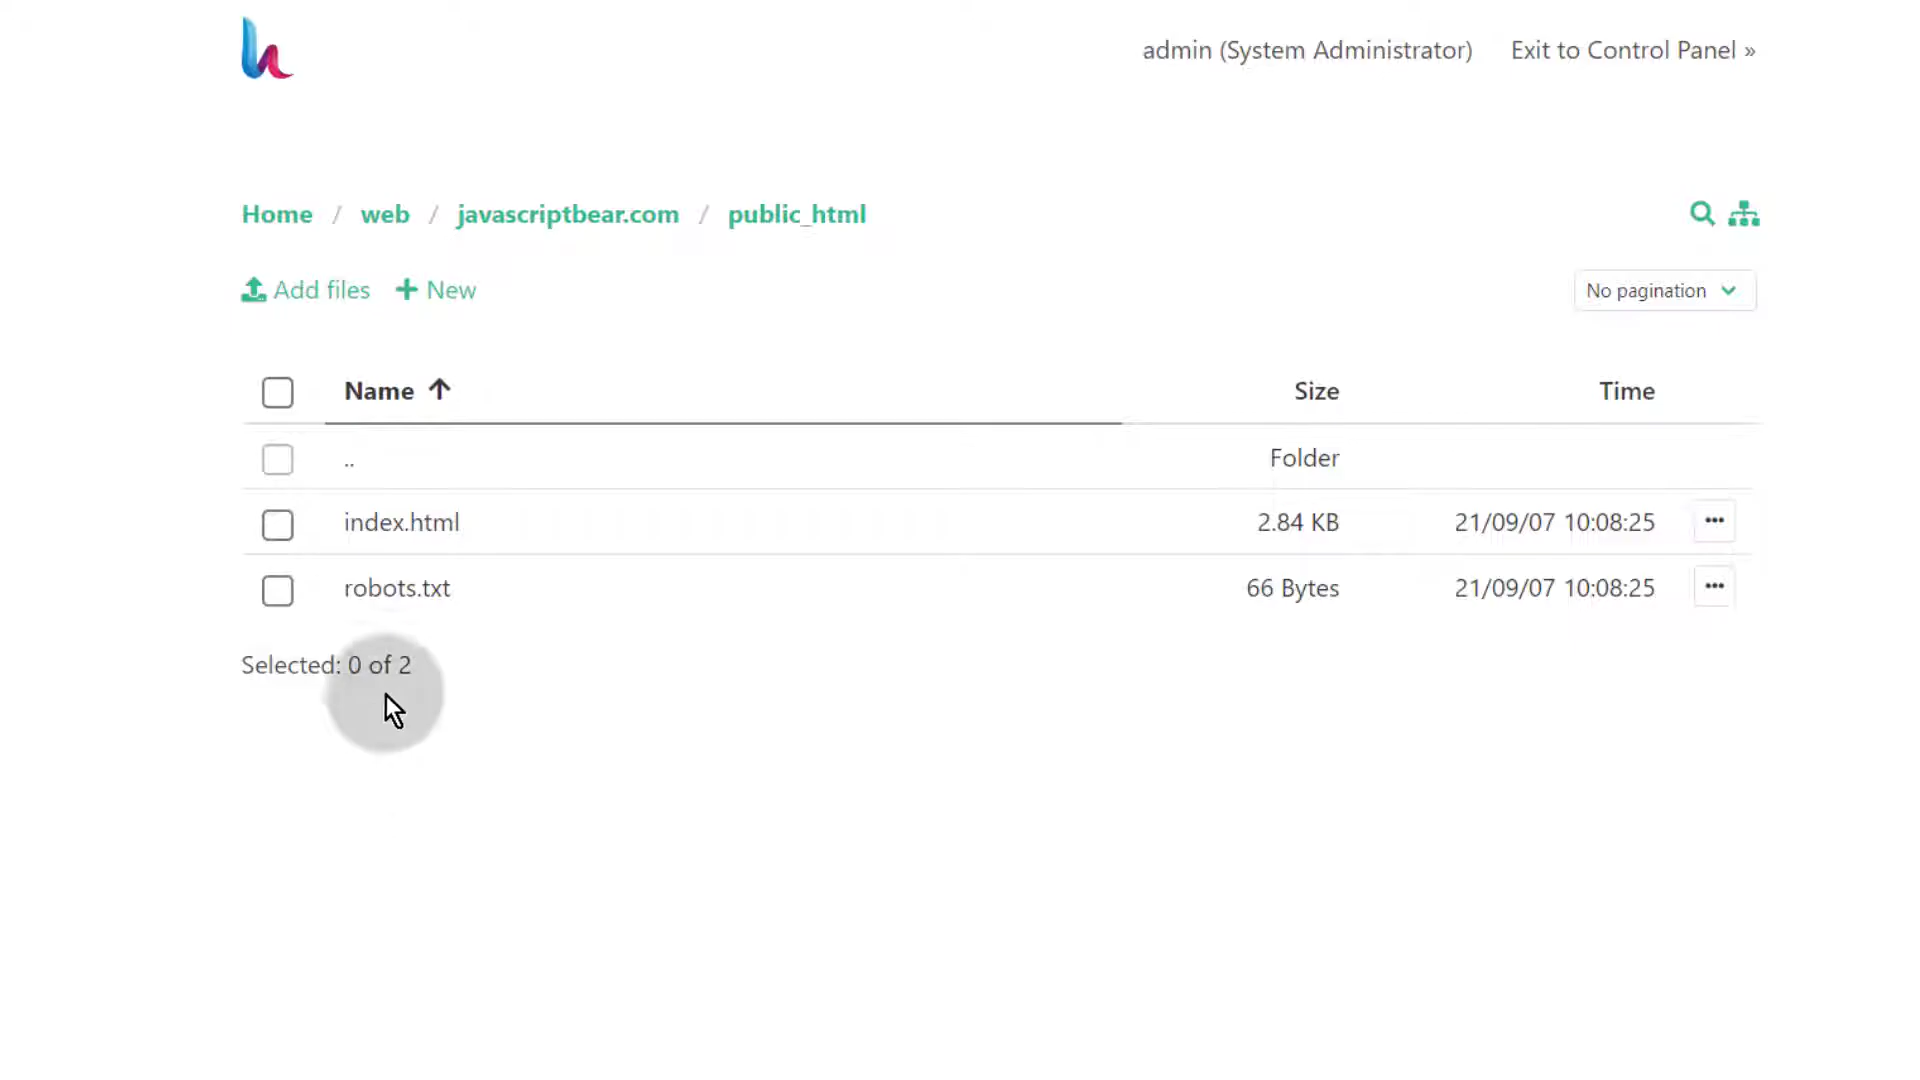 admin (System Administrator) Exit to Control Panel »
Home / web / javascriptbear.com / public_html
Add files + New No pagination
Name Size Time
.. Folder
index.html 2.84 KB 21/09/07 10:08:25 •••
robots.txt 66 Bytes 21/09/07 10:08:25 •••
Selected: 0 of 2